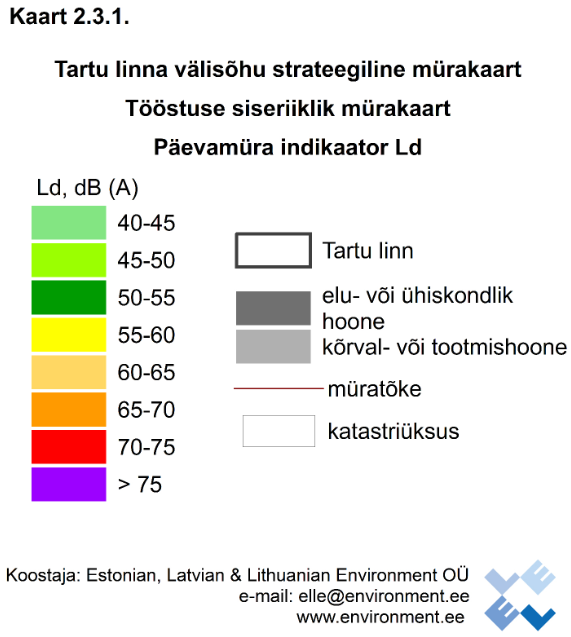 Kaart 2.3.1.
Tartu linna välisõhu strateegiline mürakaart
Tööstuse siseriiklik mürakaart
Päevamüra indikaator Ld
Ld, dB (A)
40-45
45-50
50-55
55-60
60-65
65-70
70-75
> 75
Tartu linn
elu- või ühiskondlik
hoone
kõrval- või tootmishoone
müratõke
katastriüksus
Koostaja: Estonian, Latvian & Lithuanian Environment OÜ
e-mail: elle@environment.ee
www.environment.ee
L E
E L